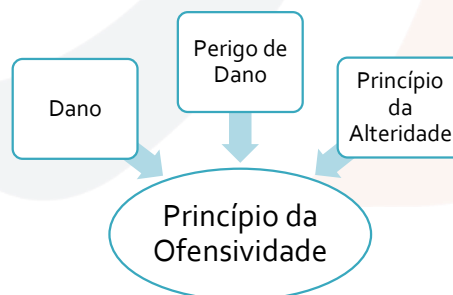 Dano
Perigo de
Dano
Princípio
da
Alteridade
Princípio da
Ofensividade